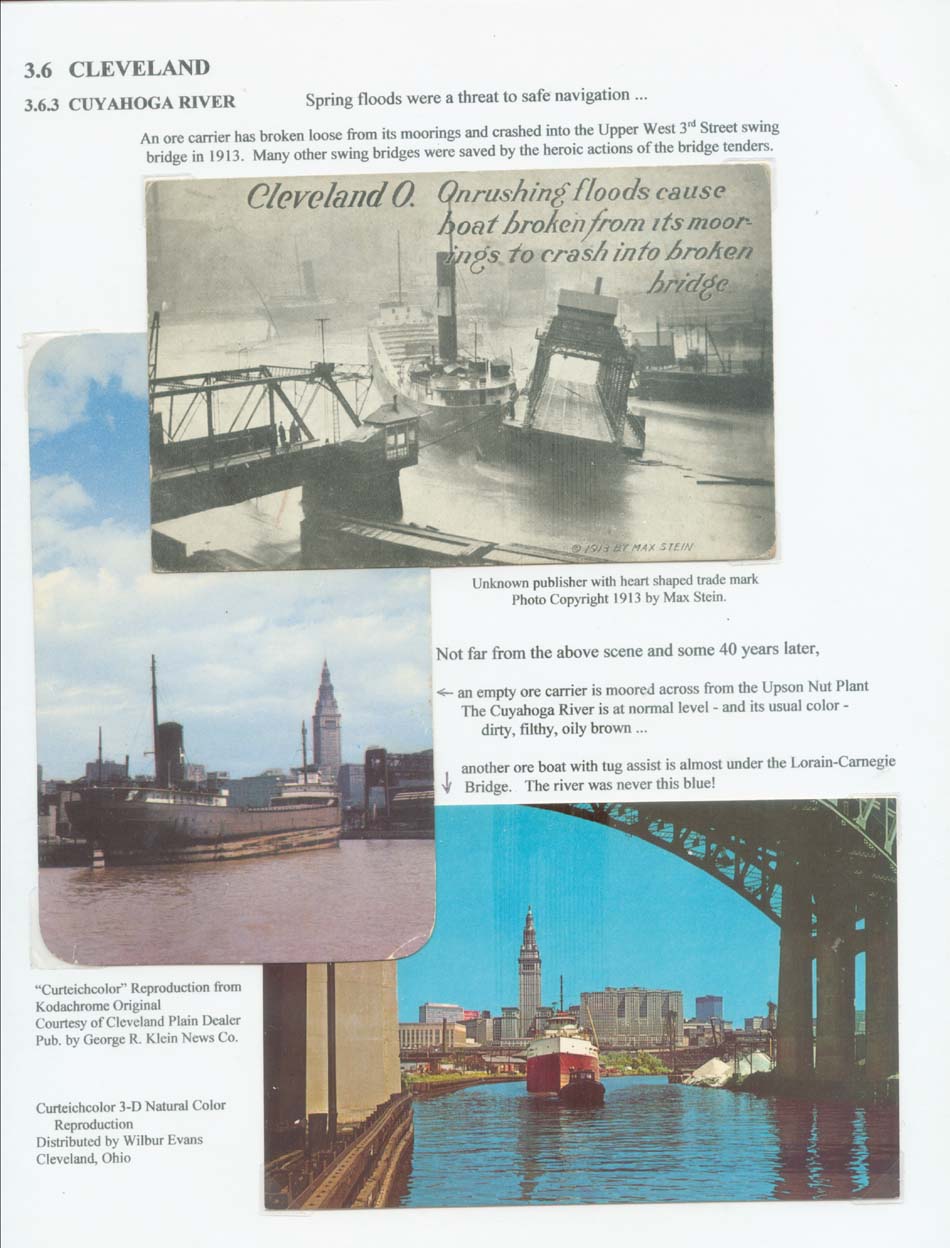 3.6 CLEVELAND
3.6.3 CUYAHOGA RIVER
Spring floods were a threat to safe navigation ...
An ore carrier has broken loose from its moorings and crashed into the Upper West 3rd Street swing
bridge in 1913. Many other swing bridges were saved by the heroic actions of the bridge tenders.
Cleveland O. Onrushing floods cause
boat broken from its moor-
ings to crash into broken
bridge
© 1913 BY MAX STEIN
Unknown publisher with heart shaped trade mark
Photo Copyright 1913 by Max Stein.
Not far from the above scene and some 40 years later,
← an empty ore carrier is moored across from the Upson Nut Plant
The Cuyahoga River is at normal level - and its usual color -
dirty, filthy, oily brown ...
↓ another ore boat with tug assist is almost under the Lorain-Carnegie
Bridge. The river was never this blue!
"Curteichcolor" Reproduction from
Kodachrome Original
Courtesy of Cleveland Plain Dealer
Pub. by George R. Klein News Co.
Curteichcolor 3-D Natural Color
Reproduction
Distributed by Wilbur Evans
Cleveland, Ohio